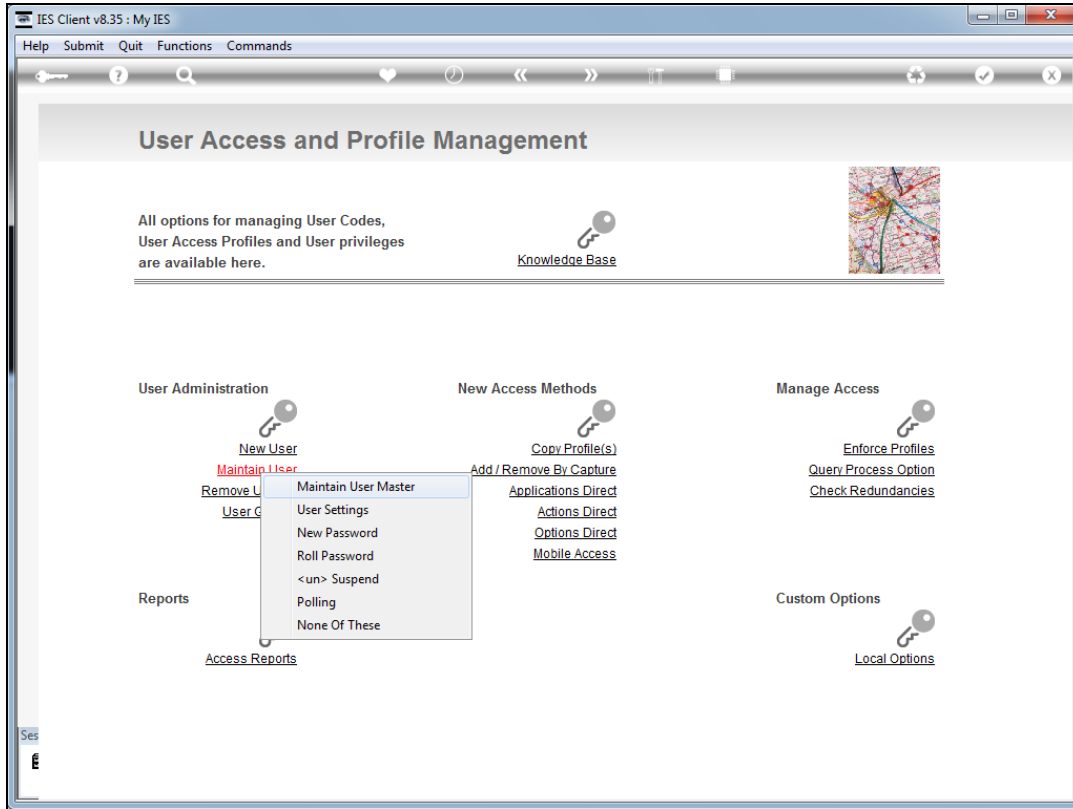 IES Client v8.35 : My IES
Help Submit Quit Functions Commands
User Access and Profile Management
All options for managing User Codes,
User Access Profiles and User privileges
are available here.
Knowledge Base
User Administration
New User
Maintain User
Remove U
User G
Maintain User Master
User Settings
New Password
Roll Password
<un> Suspend
Polling
None Of These
New Access Methods
Copy Profile(s)
Add / Remove By Capture
Applications Direct
Actions Direct
Options Direct
Mobile Access
Manage Access
Enforce Profiles
Query Process Option
Check Redundancies
Reports
Access Reports
Custom Options
Local Options
Ses